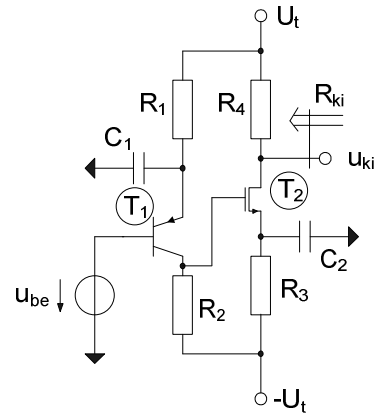 U_t
R_1
R_4
R_ki
C_1
u_ki
T_1
T_2
C_2
u_be
R_2
R_3
-U_t